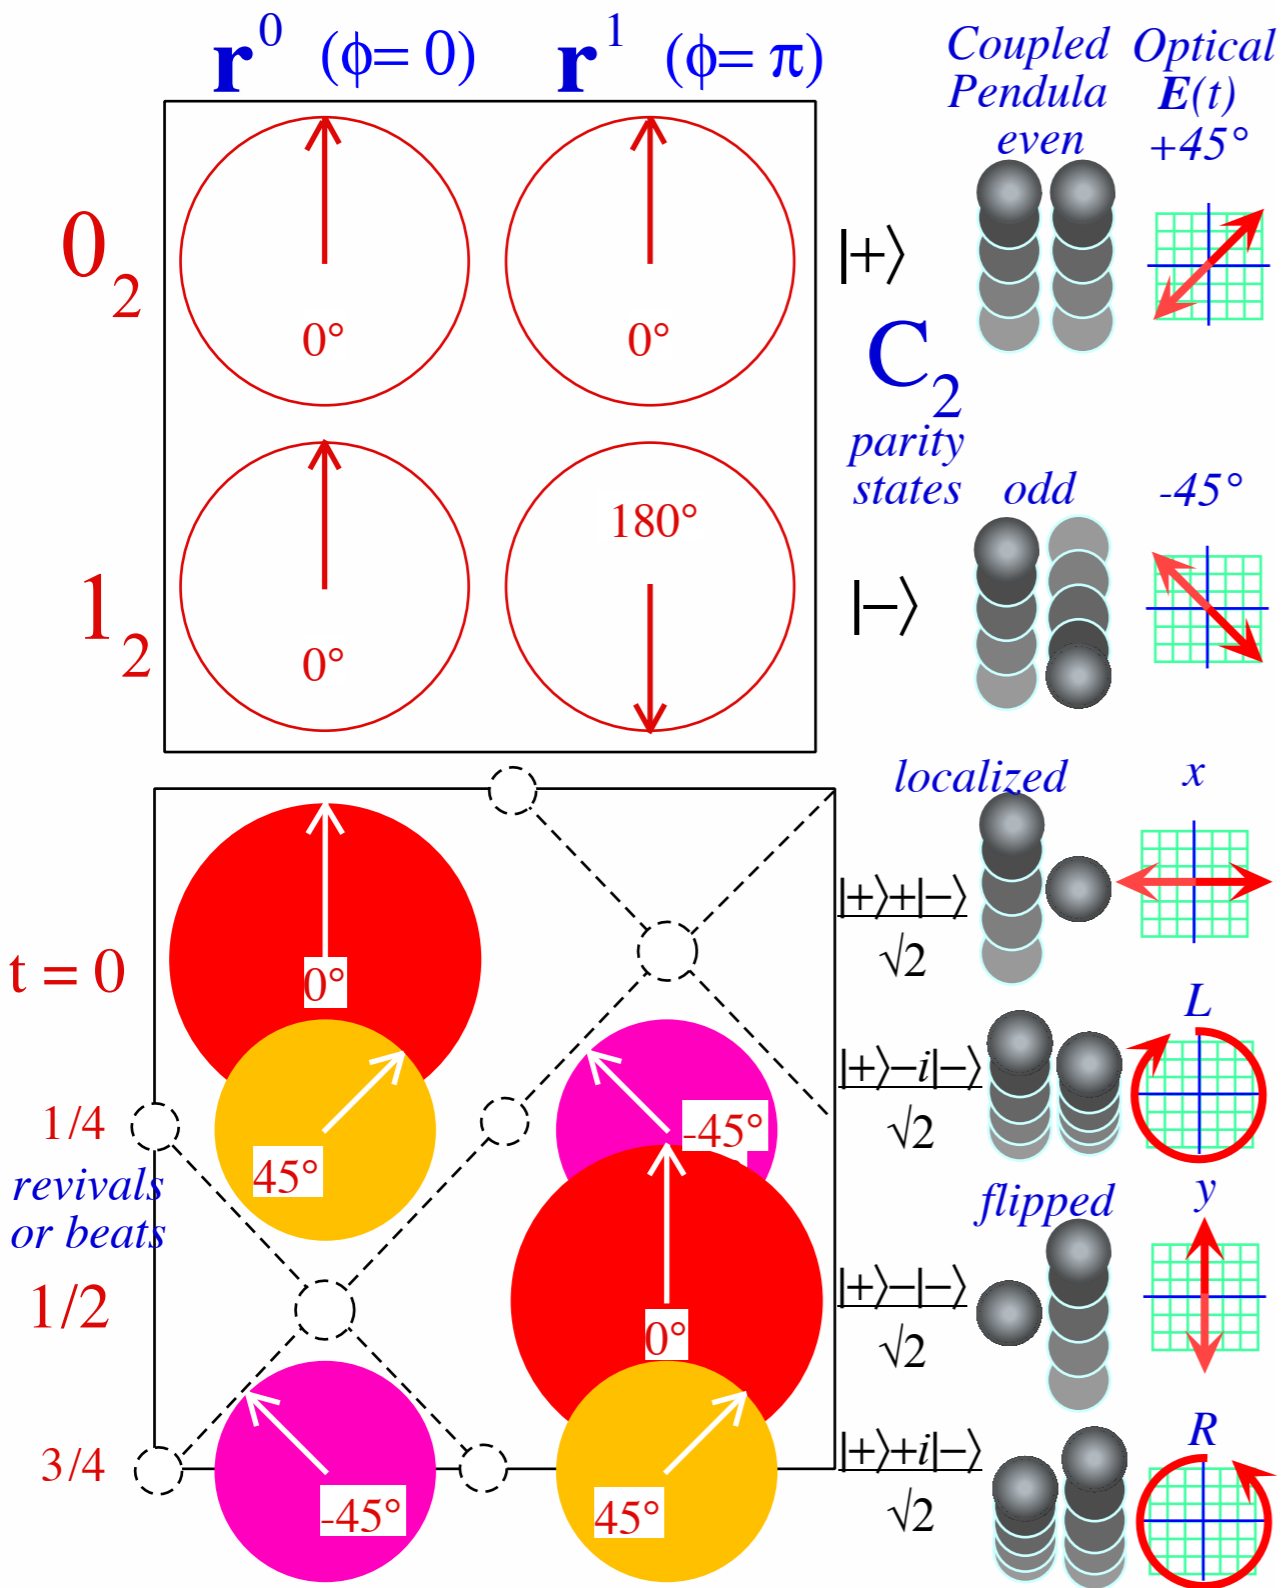 r⁰ (ϕ= 0)
r¹ (ϕ= π)
Coupled
Pendula
even
Optical
E(t)
+45°
0₂
0°
0°
|+⟩
C₂
parity
states
odd
-45°
1₂
0°
180°
|−⟩
localized
x
t = 0
0°
|+⟩+|−⟩
√2
L
1/4
45°
-45°
|+⟩−i|−⟩
√2
revivals
or beats
flipped
y
1/2
0°
|+⟩−|−⟩
√2
3/4
-45°
45°
|+⟩+i|−⟩
√2
R